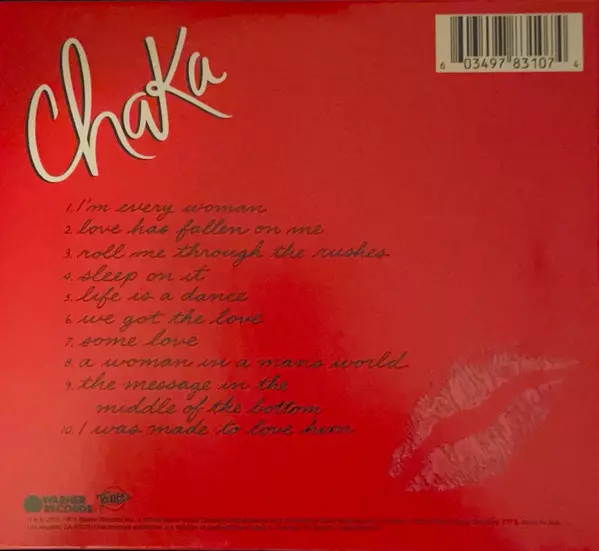 Chaka
6 03497 83107 4
1. I'm every woman
2. love has fallen on me
3. roll me through the rushes
4. sleep on it
5. life is a dance
6. we got the love
7. some love
8. a woman in a mans world
9. the message in the
middle of the bottom
10. I was made to love him
WARNER
RECORDS